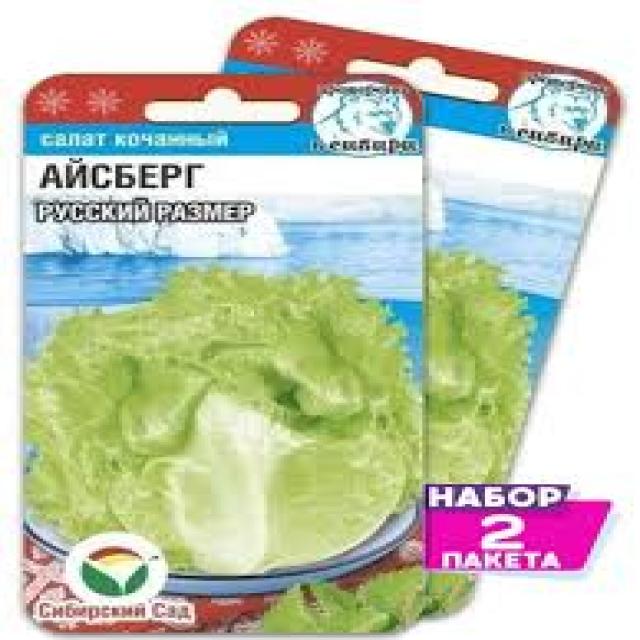 салат кочанный
АЙСБЕРГ
РУССКИЙ РАЗМЕР
Сибирский Сад
НАБОР
2
ПАКЕТА